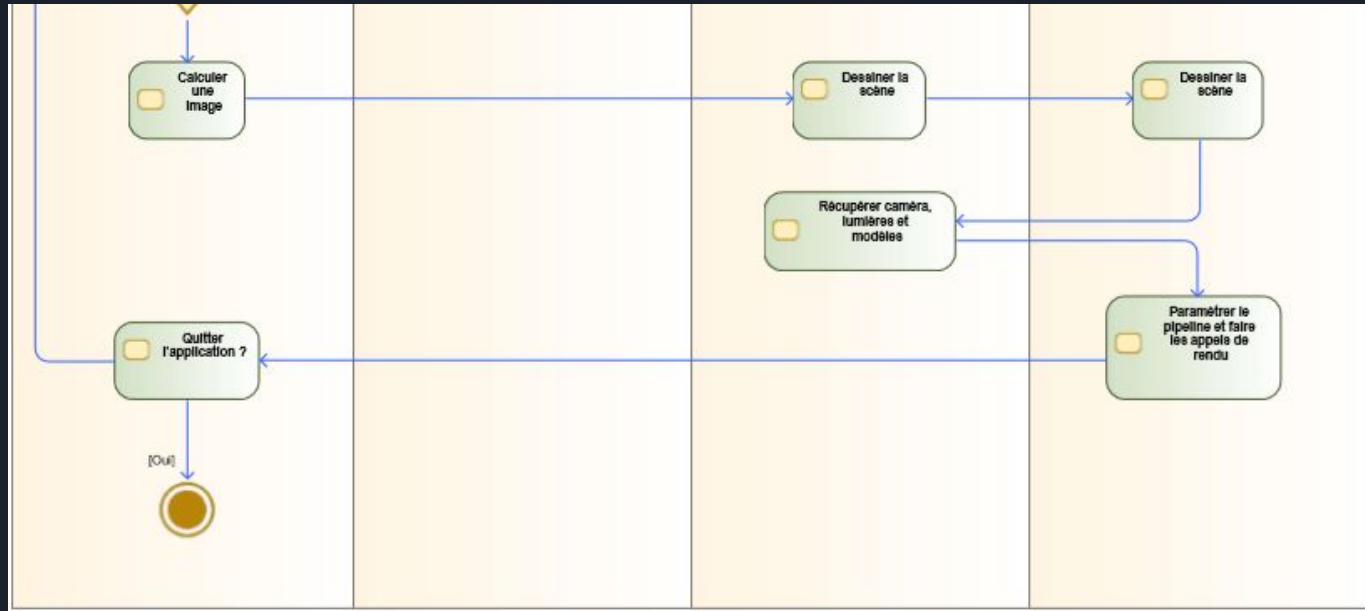 Calculer
une
image
Dessiner la
scène
Dessiner la
scène
Récupérer caméra,
lumières et
modèles
Paramétrer le
pipeline et faire
les appels de
rendu
Quitter
l'application ?
[Oui]